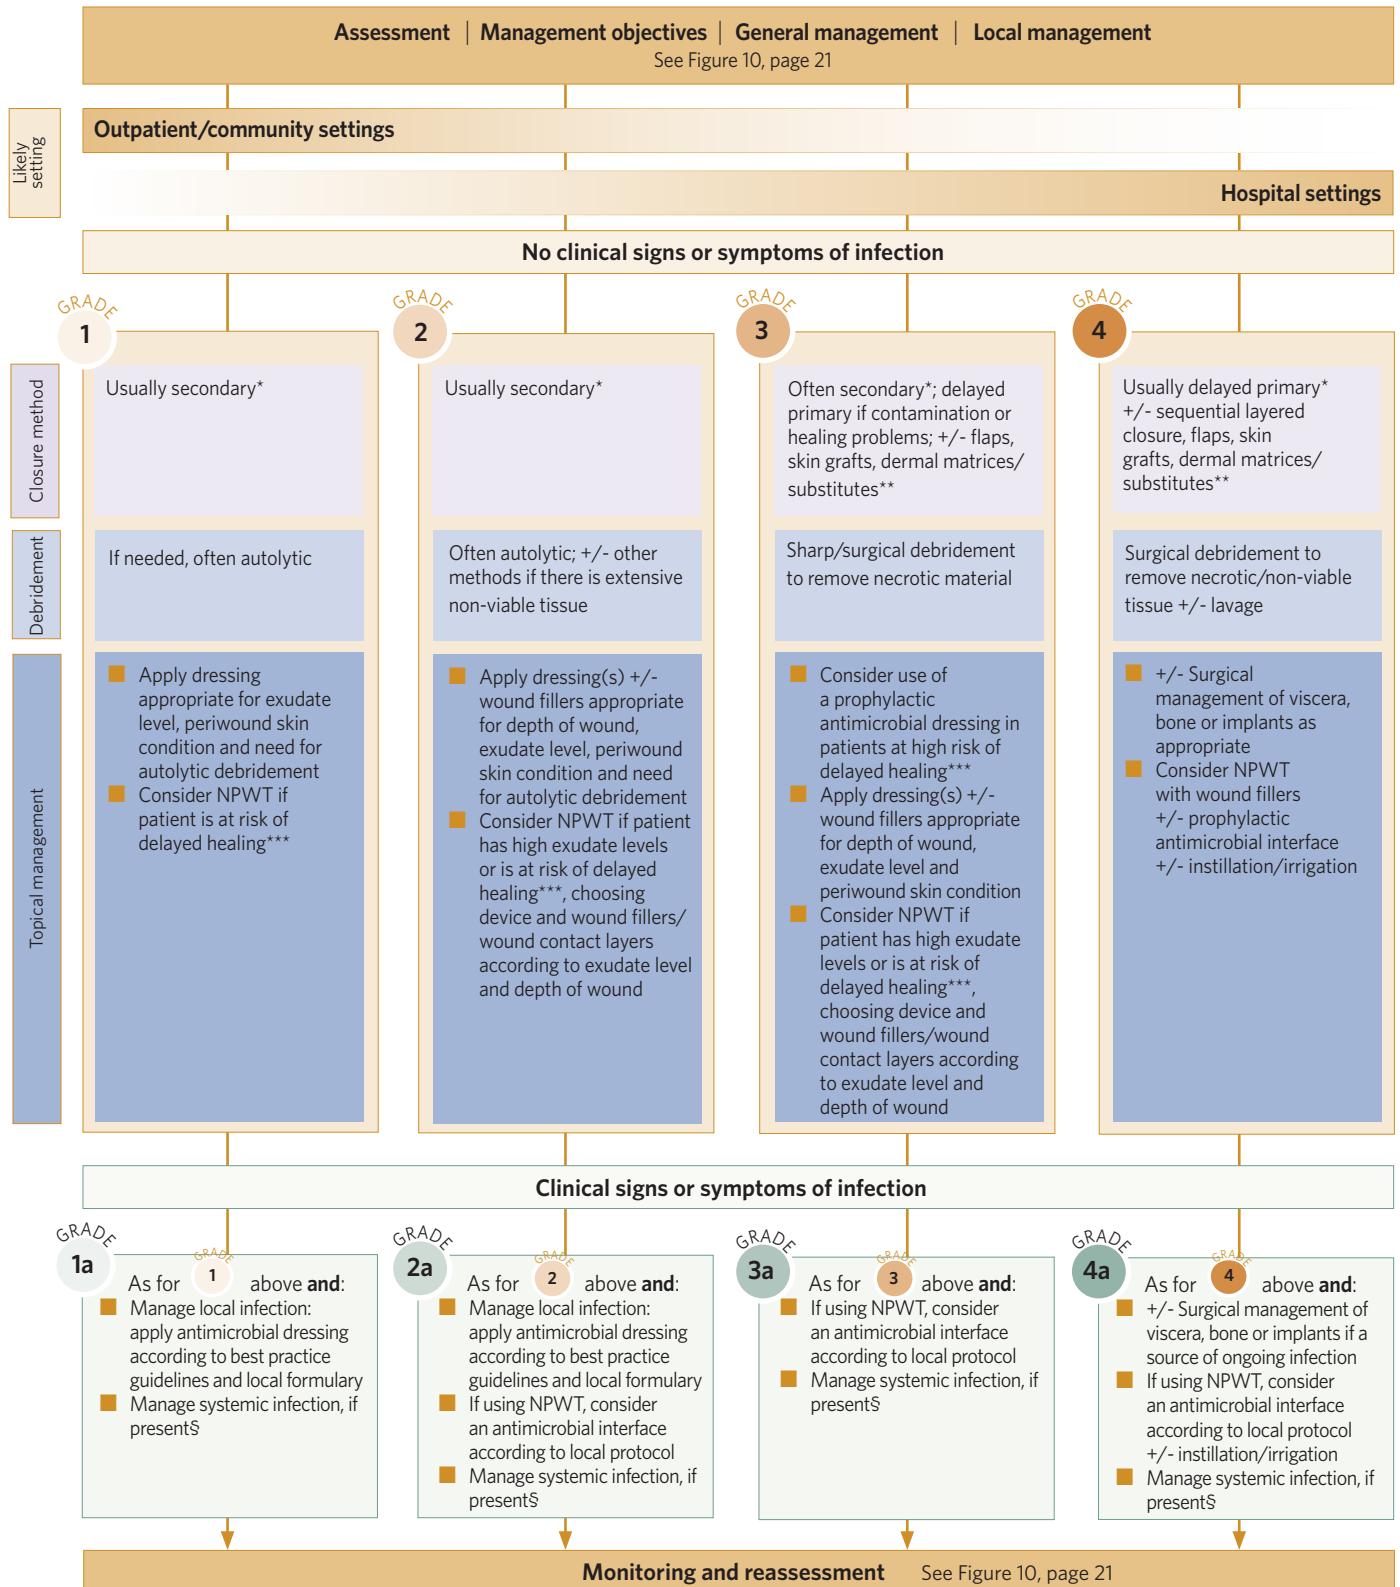 Assessment | Management objectives | General management | Local management
See Figure 10, page 21
Likely
setting
Outpatient/community settings
Hospital settings
No clinical signs or symptoms of infection
GRADE
1
GRADE
2
GRADE
3
GRADE
4
Closure method
Usually secondary*
Usually secondary*
Often secondary*; delayed
primary if contamination or
healing problems; +/- flaps,
skin grafts, dermal matrices/
substitutes**
Usually delayed primary*
+/- sequential layered
closure, flaps, skin
grafts, dermal matrices/
substitutes**
Debridement
If needed, often autolytic
Often autolytic; +/- other
methods if there is extensive
non-viable tissue
Sharp/surgical debridement
to remove necrotic material
Surgical debridement to
remove necrotic/non-viable
tissue +/- lavage
Topical management
Apply dressing
appropriate for exudate
level, periwound skin
condition and need for
autolytic debridement
Consider NPWT if
patient is at risk of
delayed healing***
Apply dressing(s) +/-
wound fillers appropriate
for depth of wound,
exudate level, periwound
skin condition and need
for autolytic debridement
Consider NPWT if patient
has high exudate levels
or is at risk of delayed
healing***, choosing
device and wound fillers/
wound contact layers
according to exudate level
and depth of wound
Consider use of
a prophylactic
antimicrobial dressing in
patients at high risk of
delayed healing***
Apply dressing(s) +/-
wound fillers appropriate
for depth of wound,
exudate level and
periwound skin condition
Consider NPWT if
patient has high exudate
levels or is at risk of
delayed healing***,
choosing device and
wound fillers/wound
contact layers according
to exudate level and
depth of wound
+/- Surgical
management of viscera,
bone or implants as
appropriate
Consider NPWT
with wound fillers
+/- prophylactic
antimicrobial interface
+/- instillation/irrigation
Clinical signs or symptoms of infection
GRADE
1a
As for GRADE 1 above and:
Manage local infection:
apply antimicrobial dressing
according to best practice
guidelines and local formulary
Manage systemic infection, if
present§
GRADE
2a
As for GRADE 2 above and:
Manage local infection:
apply antimicrobial dressing
according to best practice
guidelines and local formulary
If using NPWT, consider
an antimicrobial interface
according to local protocol
Manage systemic infection, if
present§
GRADE
3a
As for GRADE 3 above and:
If using NPWT, consider
an antimicrobial interface
according to local protocol
Manage systemic infection, if
present§
GRADE
4a
As for GRADE 4 above and:
+/- Surgical management of
viscera, bone or implants if a
source of ongoing infection
If using NPWT, consider
an antimicrobial interface
according to local protocol
+/- instillation/irrigation
Manage systemic infection, if
present§
Monitoring and reassessment See Figure 10, page 21